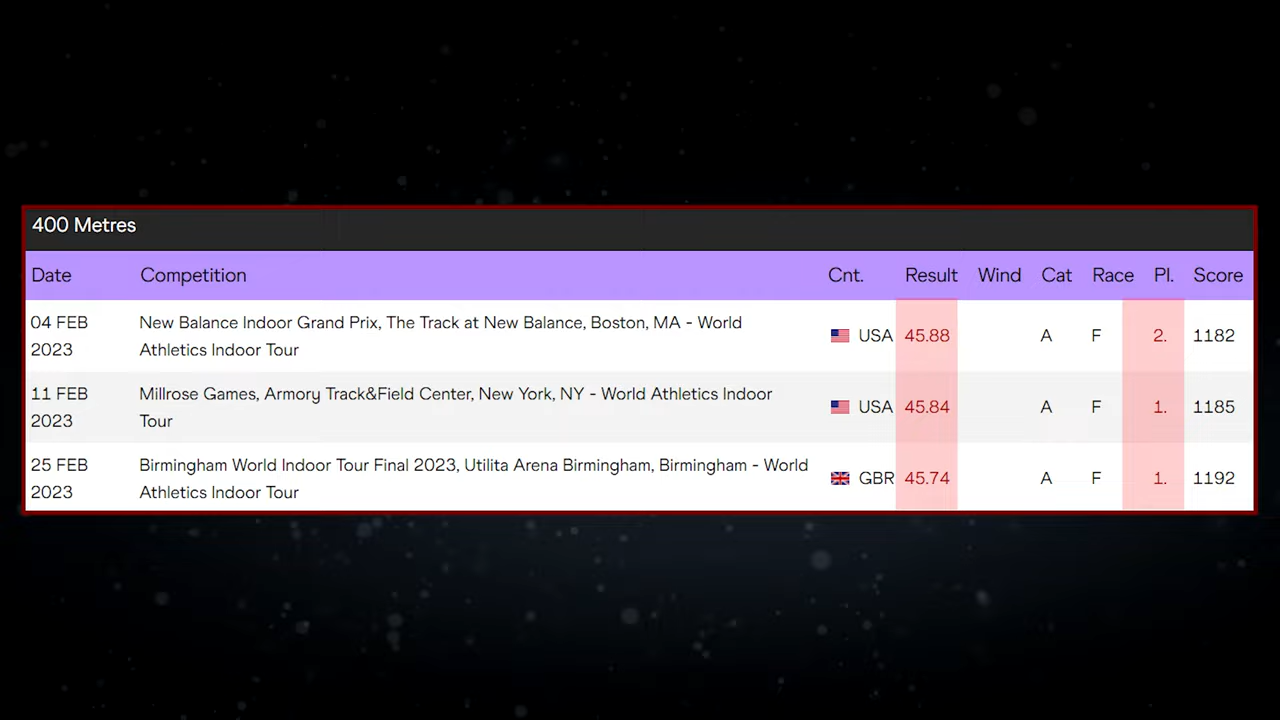 400 Metres
Date Competition Cnt. Result Wind Cat Race Pl. Score
04 FEB New Balance Indoor Grand Prix, The Track at New Balance, Boston, MA - World
2023 Athletics Indoor Tour USA 45.88 A F 2. 1182
11 FEB Millrose Games, Armory Track&Field Center, New York, NY - World Athletics Indoor
2023 Tour USA 45.84 A F 1. 1185
25 FEB Birmingham World Indoor Tour Final 2023, Utilita Arena Birmingham, Birmingham - World
2023 Athletics Indoor Tour GBR 45.74 A F 1. 1192